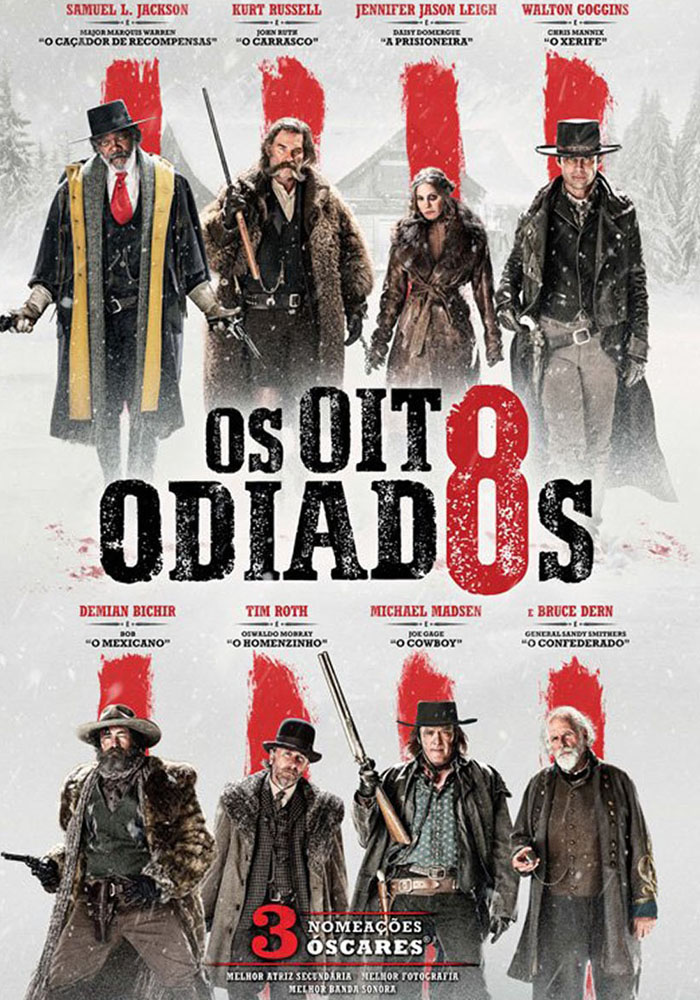 SAMUEL L. JACKSON
É
MAJOR MARQUIS WARREN
"O CAÇADOR DE RECOMPENSAS"
KURT RUSSELL
É
JOHN RUTH
"O CARRASCO"
JENNIFER JASON LEIGH
É
DAISY DOMERGUE
"A PRISIONEIRA"
WALTON GOGGINS
É
CHRIS MANNIX
"O XERIFE"
OS OIT8
ODIAD8S
DEMIAN BICHIR
É
BOB
"O MEXICANO"
TIM ROTH
É
OSWALDO MOBRAY
"O HOMENZINHO"
MICHAEL MADSEN
É
JOE GAGE
"O COWBOY"
E BRUCE DERN
É
GENERAL SANDY SMITHERS
"O CONFEDERADO"
3 NOMEAÇÕES
ÓSCARES®
MELHOR ATRIZ SECUNDÁRIA MELHOR FOTOGRAFIA
MELHOR BANDA SONORA